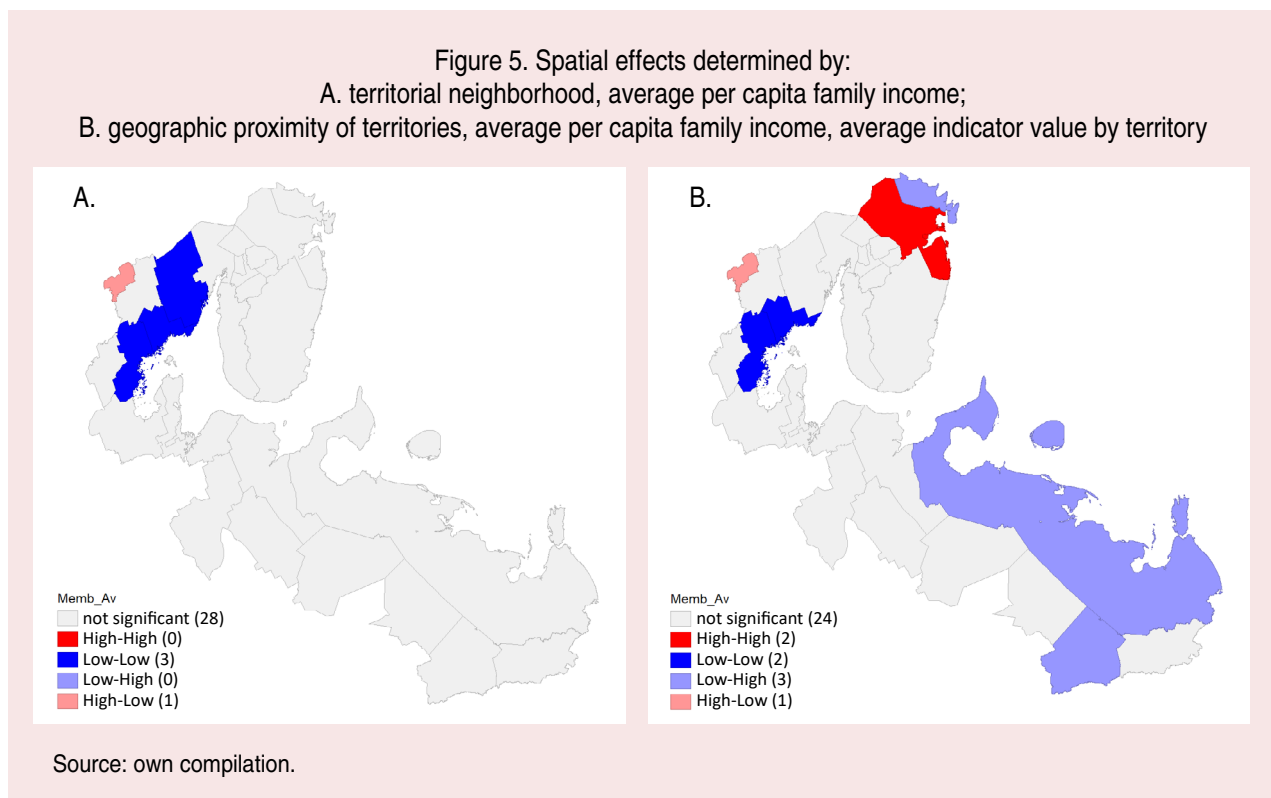 Figure 5. Spatial effects determined by:
A. territorial neighborhood, average per capita family income;
B. geographic proximity of territories, average per capita family income, average indicator value by territory
A.
Memb_Av
not significant (28)
High-High (0)
Low-Low (3)
Low-High (0)
High-Low (1)
B.
Memb_Av
not significant (24)
High-High (2)
Low-Low (2)
Low-High (3)
High-Low (1)
Source: own compilation.